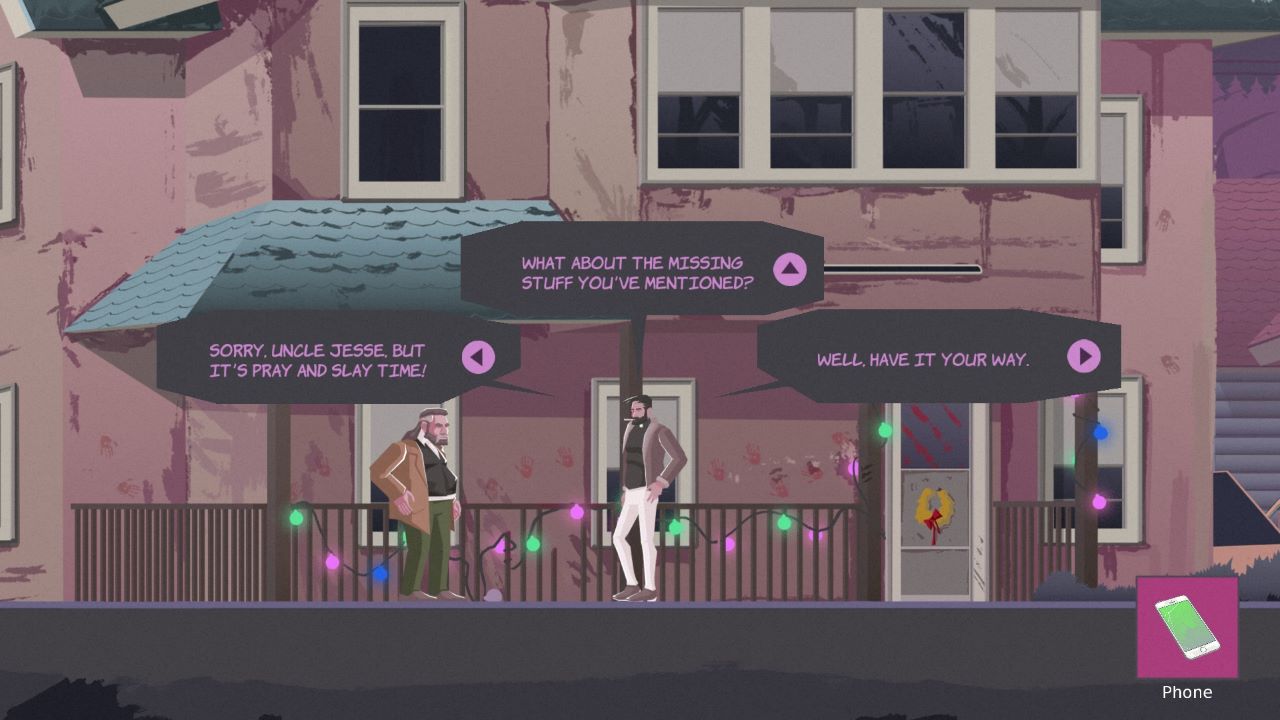 WHAT ABOUT THE MISSING
STUFF YOU'VE MENTIONED?
SORRY, UNCLE JESSE, BUT
IT'S PRAY AND SLAY TIME!
WELL, HAVE IT YOUR WAY.
Phone